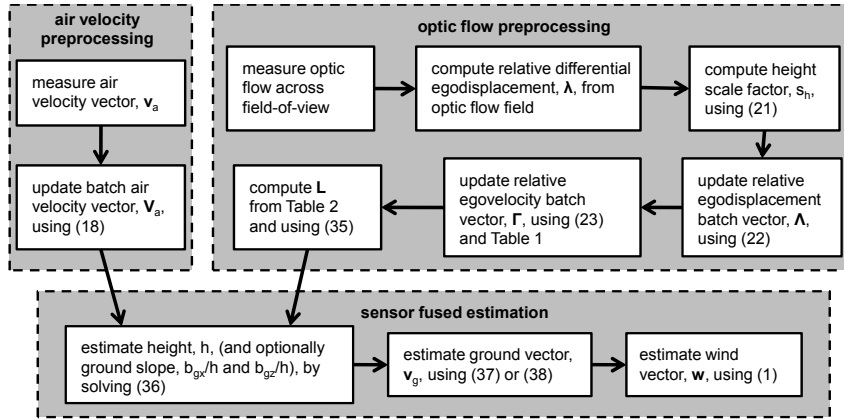 air velocity
preprocessing
measure air
velocity vector, vₐ
update batch air
velocity vector, Vₐ,
using (18)
optic flow preprocessing
measure optic
flow across
field-of-view
compute relative differential
egodisplacement, λ, from
optic flow field
compute height
scale factor, sₕ,
using (21)
update relative
egodisplacement
batch vector, Λ,
using (22)
update relative
egovelocity batch
vector, Γ, using (23)
and Table 1
compute L
from Table 2
and using (35)
sensor fused estimation
estimate height, h, (and optionally
ground slope, b_gx/h and b_gz/h), by
solving (36)
estimate ground vector,
v_g, using (37) or (38)
estimate wind
vector, w, using (1)